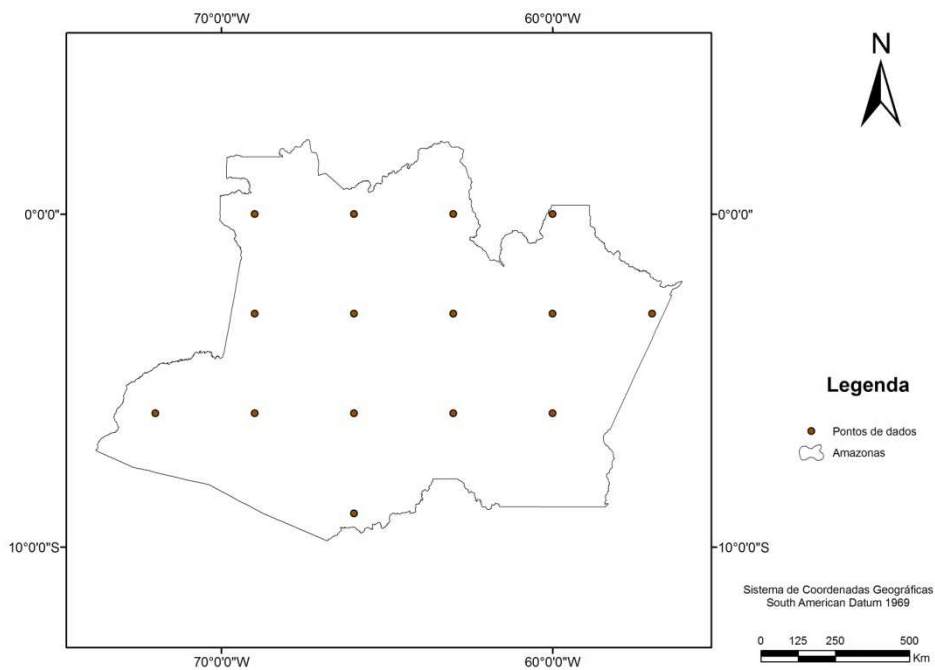 70°0'0"W 60°0'0"W
N
0°0'0" 0°0'0"
Legenda
Pontos de dados
Amazonas
10°0'0"S 10°0'0"S
Sistema de Coordenadas Geográficas
South American Datum 1969
0 125 250 500
Km
70°0'0"W 60°0'0"W